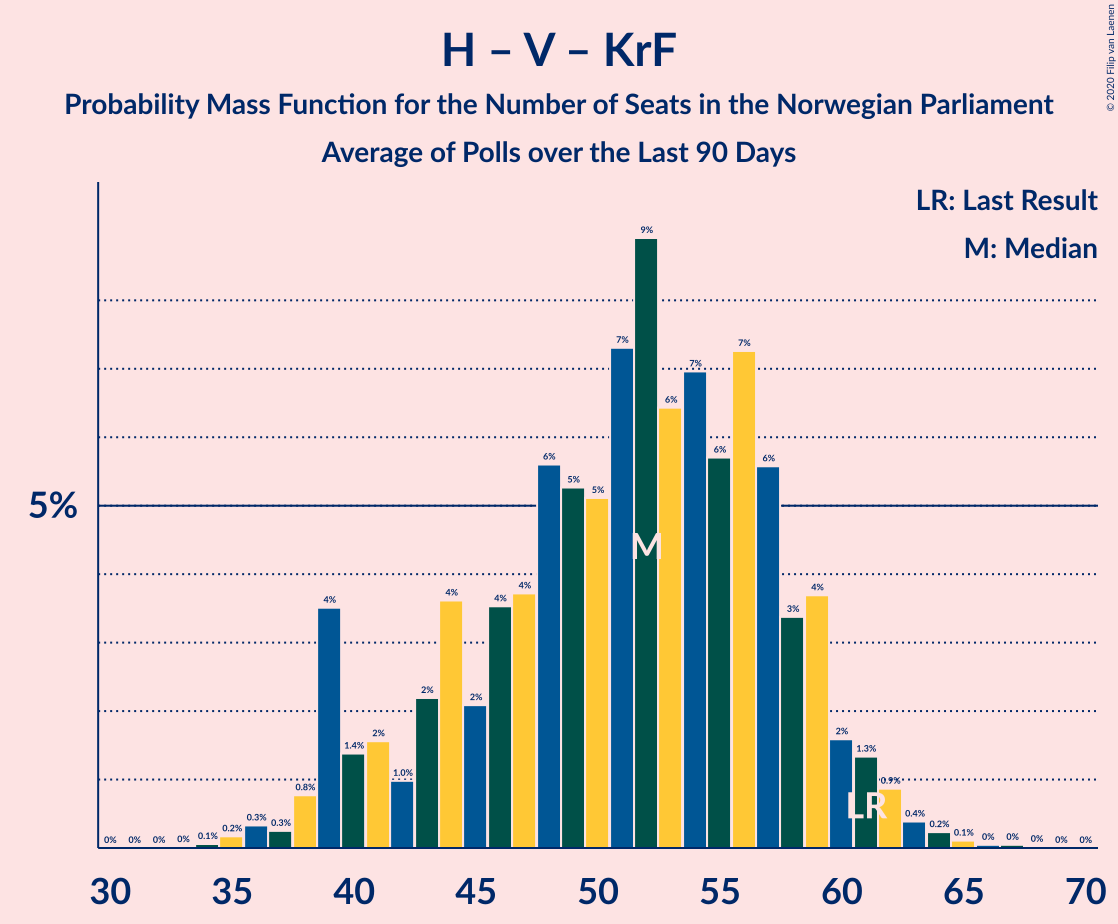 H – V – KrF
Probability Mass Function for the Number of Seats in the Norwegian Parliament
Average of Polls over the Last 90 Days
© 2020 Filip van Laenen
LR: Last Result
M: Median
5%
0% 0% 0% 0% 0.1% 0.2% 0.3% 0.3% 0.8% 4% 1.4% 2% 1.0% 2% 4% 2% 4% 4% 6% 5% 5% 7% 9% 6% 7% 6% 7% 6% 3% 4% 2% 1.3% 0.9% 0.4% 0.2% 0.1% 0% 0% 0% 0% 0%
M
LR
30 35 40 45 50 55 60 65 70